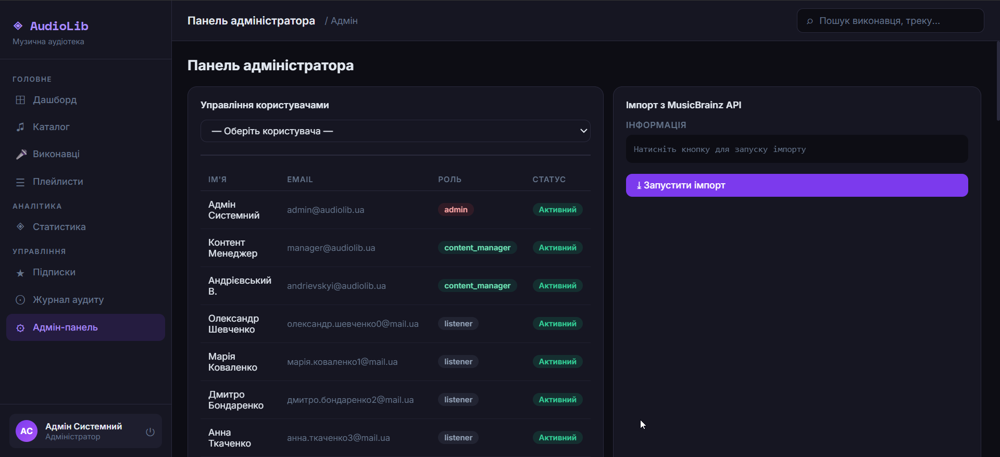 AudioLib
Музична аудіотека
ГОЛОВНЕ
Дашборд
Каталог
Виконавці
Плейлисти
АНАЛІТИКА
Статистика
УПРАВЛІННЯ
Підписки
Журнал аудиту
Адмін-панель
АС
Адмін Системний
Адміністратор
Панель адміністратора / Адмін
Пошук виконавця, треку...
Панель адміністратора
Управління користувачами
— Оберіть користувача —
ІМ'Я EMAIL РОЛЬ СТАТУС
Адмін
Системний
admin@audiolib.ua admin Активний
Контент
Менеджер
manager@audiolib.ua content_manager Активний
Андрієвський
В.
andrievskyi@audiolib.ua content_manager Активний
Олександр
Шевченко
олександр.шевченко0@mail.ua listener Активний
Марія
Коваленко
марія.коваленко1@mail.ua listener Активний
Дмитро
Бондаренко
дмитро.бондаренко2@mail.ua listener Активний
Анна
Ткаченко
анна.ткаченко3@mail.ua listener Активний
Імпорт з MusicBrainz API
ІНФОРМАЦІЯ
Натисніть кнопку для запуску імпорту
⤓ Запустити імпорт